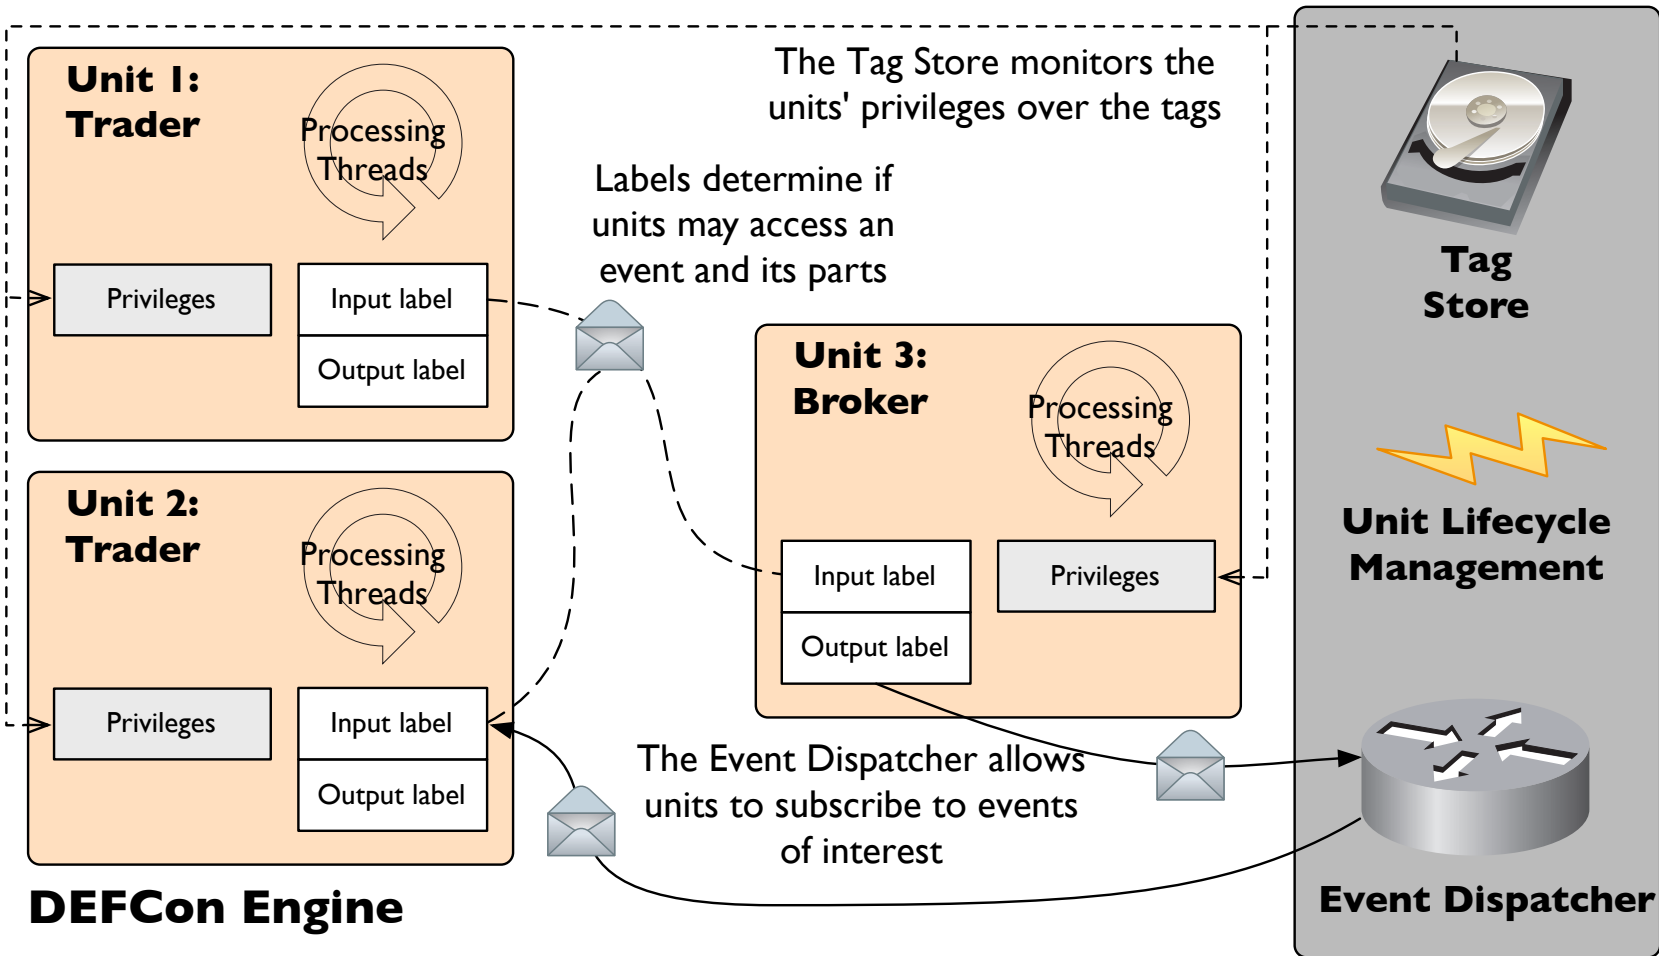 Unit 1:
Trader
Processing
Threads
Privileges
Input label
Output label
The Tag Store monitors the
units' privileges over the tags
Labels determine if
units may access an
event and its parts
Tag
Store
Unit 3:
Broker
Processing
Threads
Input label
Output label
Privileges
Unit Lifecycle
Management
Unit 2:
Trader
Processing
Threads
Privileges
Input label
Output label
The Event Dispatcher allows
units to subscribe to events
of interest
Event Dispatcher
DEFCon Engine